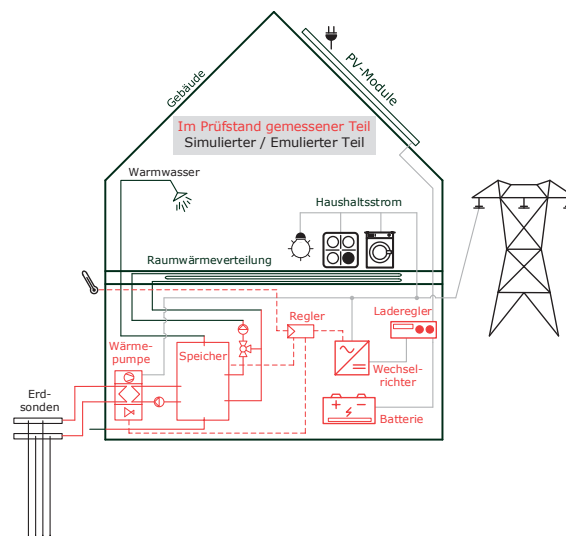 Gebäude
PV-Module
Im Prüfstand gemessener Teil
Simulierter / Emulierter Teil
Warmwasser
Haushaltsstrom
Raumwärmeverteilung
Regler
Laderegler
Wärme-
pumpe
Speicher
Wechsel-
richter
Erd-
sonden
Batterie